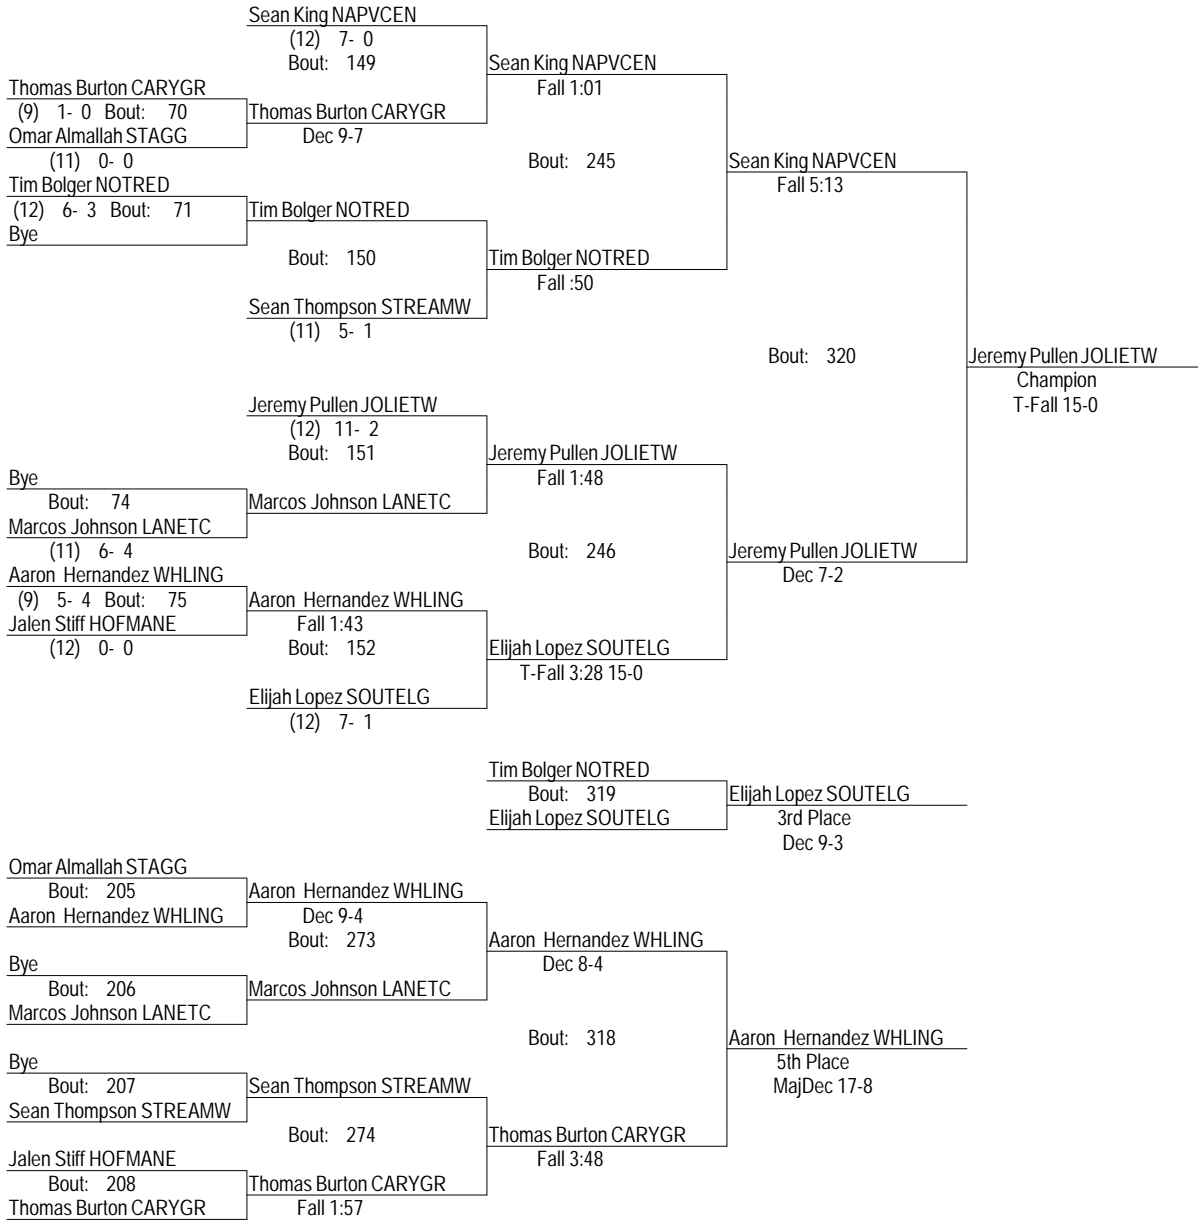 Sean King NAPVCEN
(12) 7- 0
Bout: 149
Sean King NAPVCEN
Fall 1:01
Thomas Burton CARYGR
(9) 1- 0 Bout: 70
Thomas Burton CARYGR
Dec 9-7
Omar Almallah STAGG
(11) 0- 0
Bout: 245
Sean King NAPVCEN
Fall 5:13
Tim Bolger NOTRED
(12) 6- 3 Bout: 71
Tim Bolger NOTRED
Bye
Bout: 150
Tim Bolger NOTRED
Fall :50
Sean Thompson STREAMW
(11) 5- 1
Bout: 320
Jeremy Pullen JOLIETW
Champion
T-Fall 15-0
Jeremy Pullen JOLIETW
(12) 11- 2
Bout: 151
Jeremy Pullen JOLIETW
Fall 1:48
Bye
Bout: 74
Marcos Johnson LANETC
Marcos Johnson LANETC
(11) 6- 4
Bout: 246
Jeremy Pullen JOLIETW
Dec 7-2
Aaron Hernandez WHLING
(9) 5- 4 Bout: 75
Aaron Hernandez WHLING
Fall 1:43
Jalen Stiff HOFMANE
(12) 0- 0
Bout: 152
Elijah Lopez SOUTELG
T-Fall 3:28 15-0
Elijah Lopez SOUTELG
(12) 7- 1
Tim Bolger NOTRED
Bout: 319
Elijah Lopez SOUTELG
Elijah Lopez SOUTELG
3rd Place
Dec 9-3
Omar Almallah STAGG
Bout: 205
Aaron Hernandez WHLING
Aaron Hernandez WHLING
Dec 9-4
Bout: 273
Aaron Hernandez WHLING
Dec 8-4
Bye
Bout: 206
Marcos Johnson LANETC
Marcos Johnson LANETC
Bout: 318
Aaron Hernandez WHLING
5th Place
MajDec 17-8
Bye
Bout: 207
Sean Thompson STREAMW
Sean Thompson STREAMW
Bout: 274
Thomas Burton CARYGR
Fall 3:48
Jalen Stiff HOFMANE
Bout: 208
Thomas Burton CARYGR
Thomas Burton CARYGR
Fall 1:57